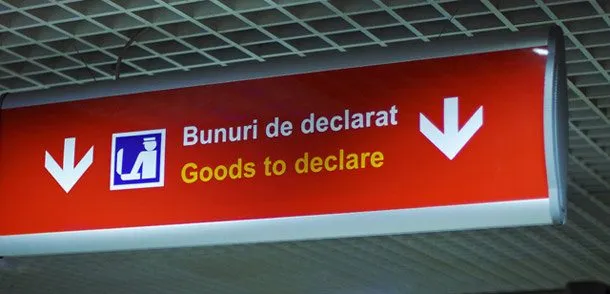 Bunuri de declarat
Goods to declare